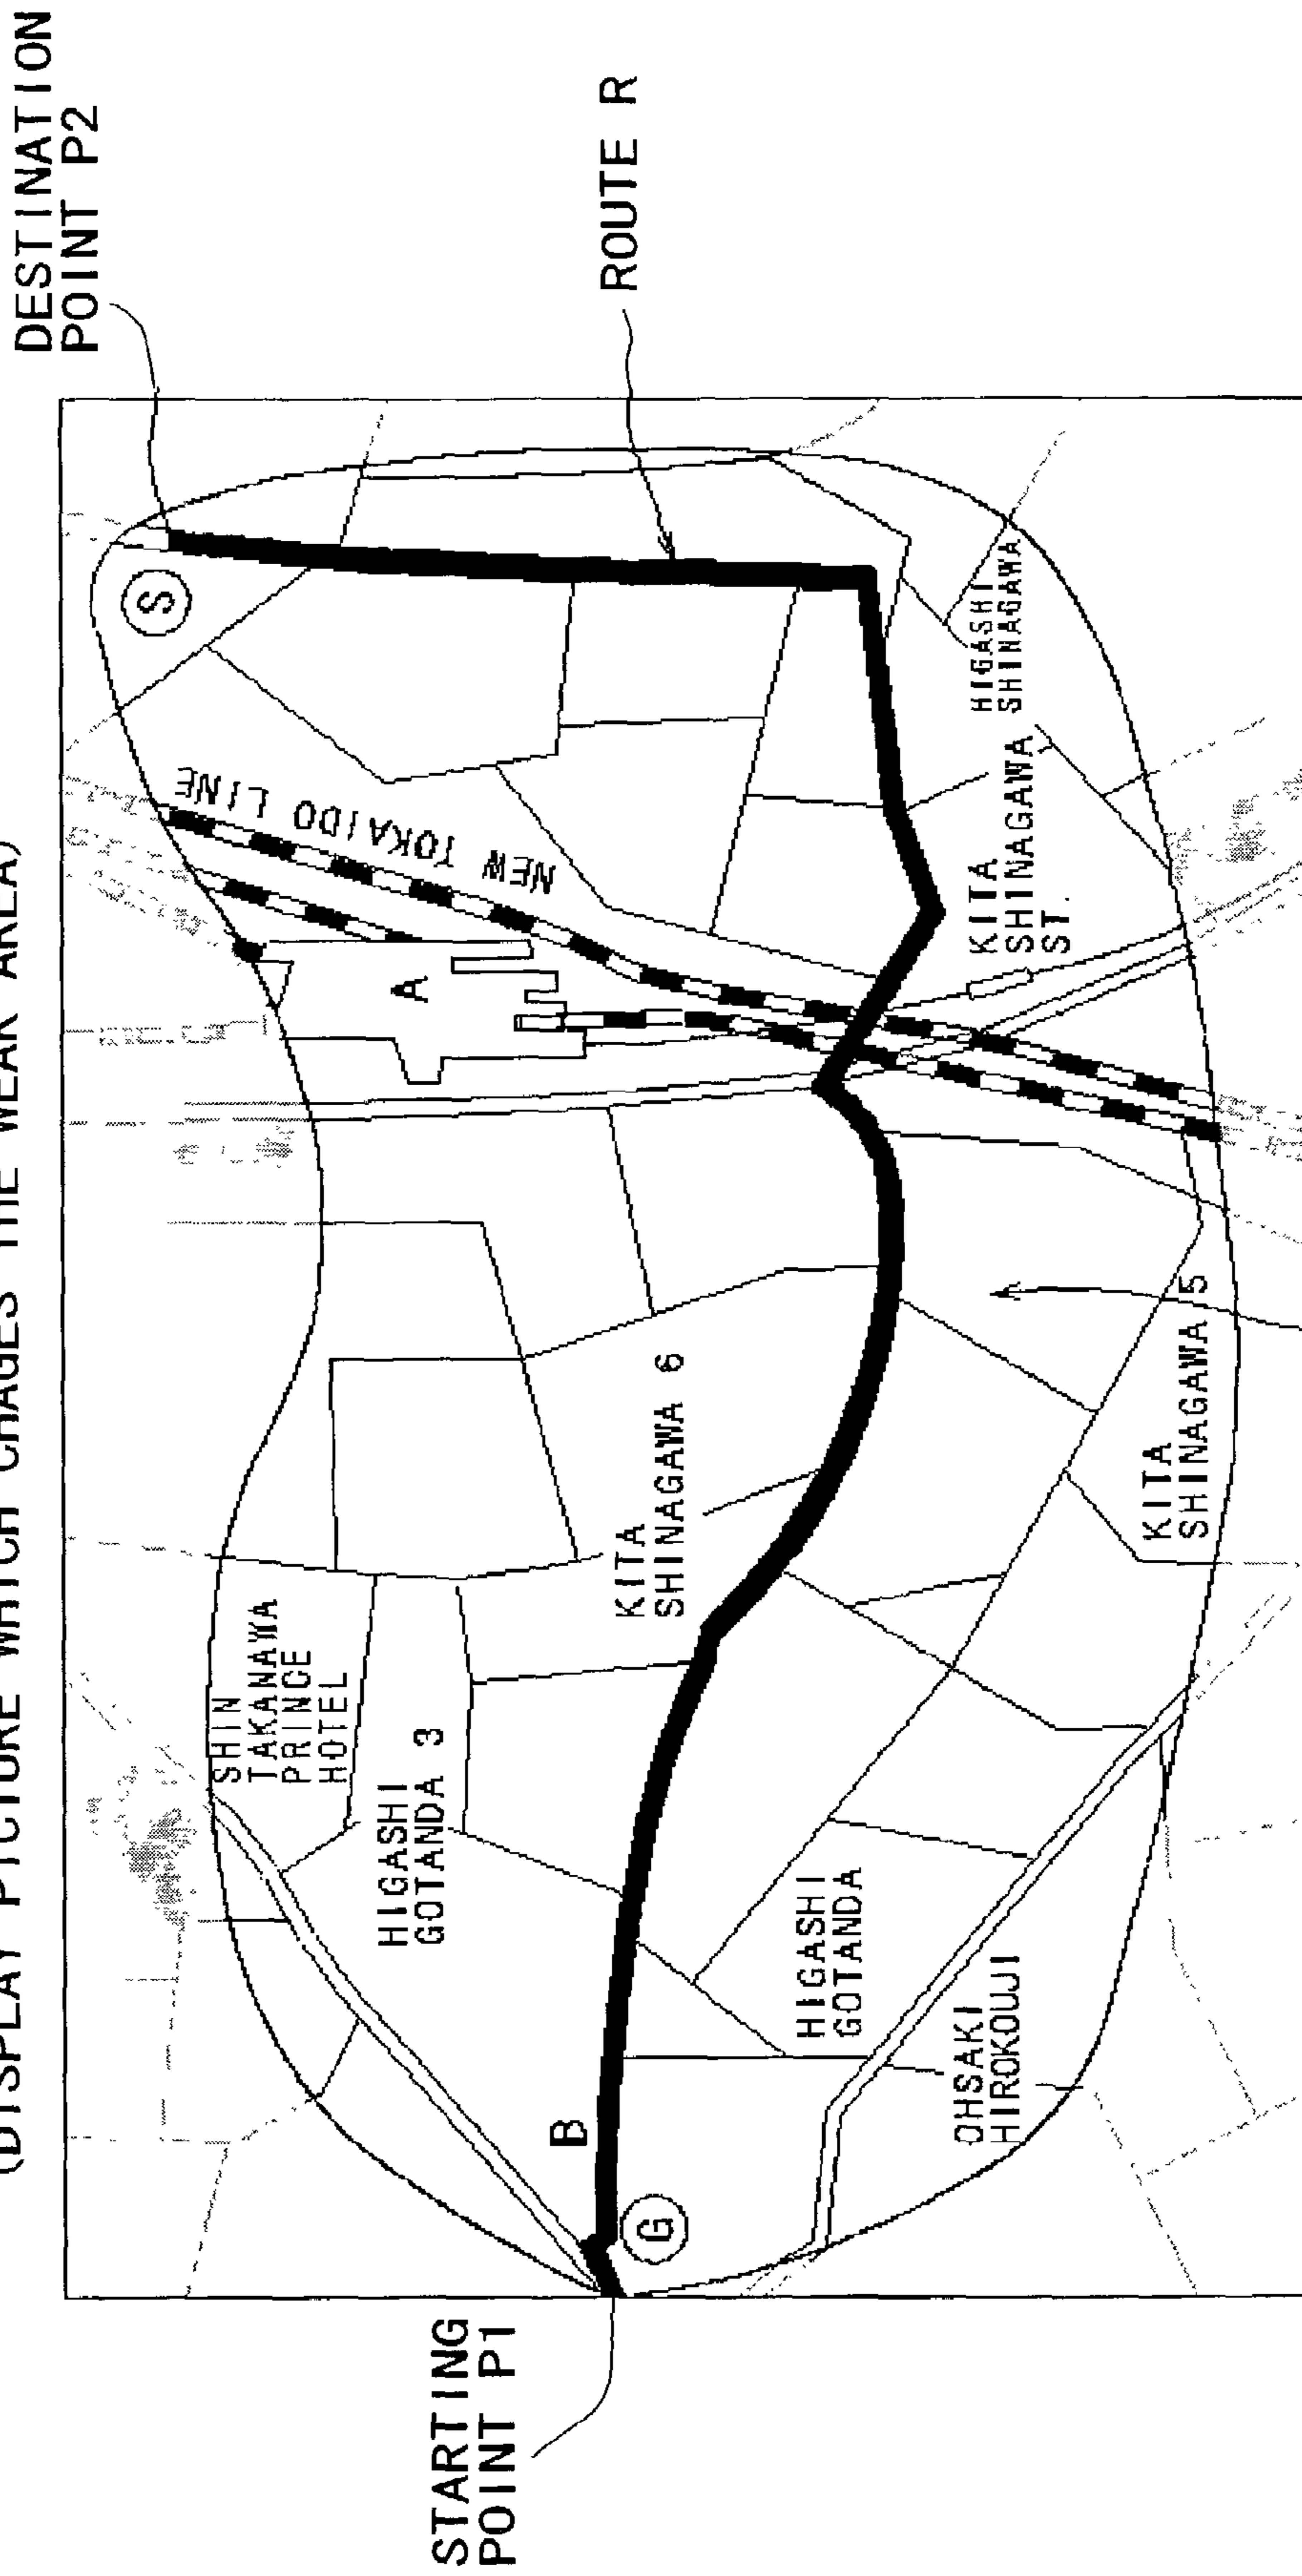 (DISPLAY PICTURE WHICH CHAGES THE WEAR AREA)
DESTINATION
POINT P2
ROUTE R
STARTING
POINT P1
S
NEW TOKAIDO LINE
A
SHIN
TAKANAWA
PRINCE
HOTEL
HIGASHI
GOTANDA 3
KITA
SHINAGAWA 6
B
G
HIGASHI
GOTANDA
OHSAKI
HIROKOUJI
KITA
SHINAGAWA
ST.
HIGASHI
SHINAGAWA
KITA
SHINAGAWA 5